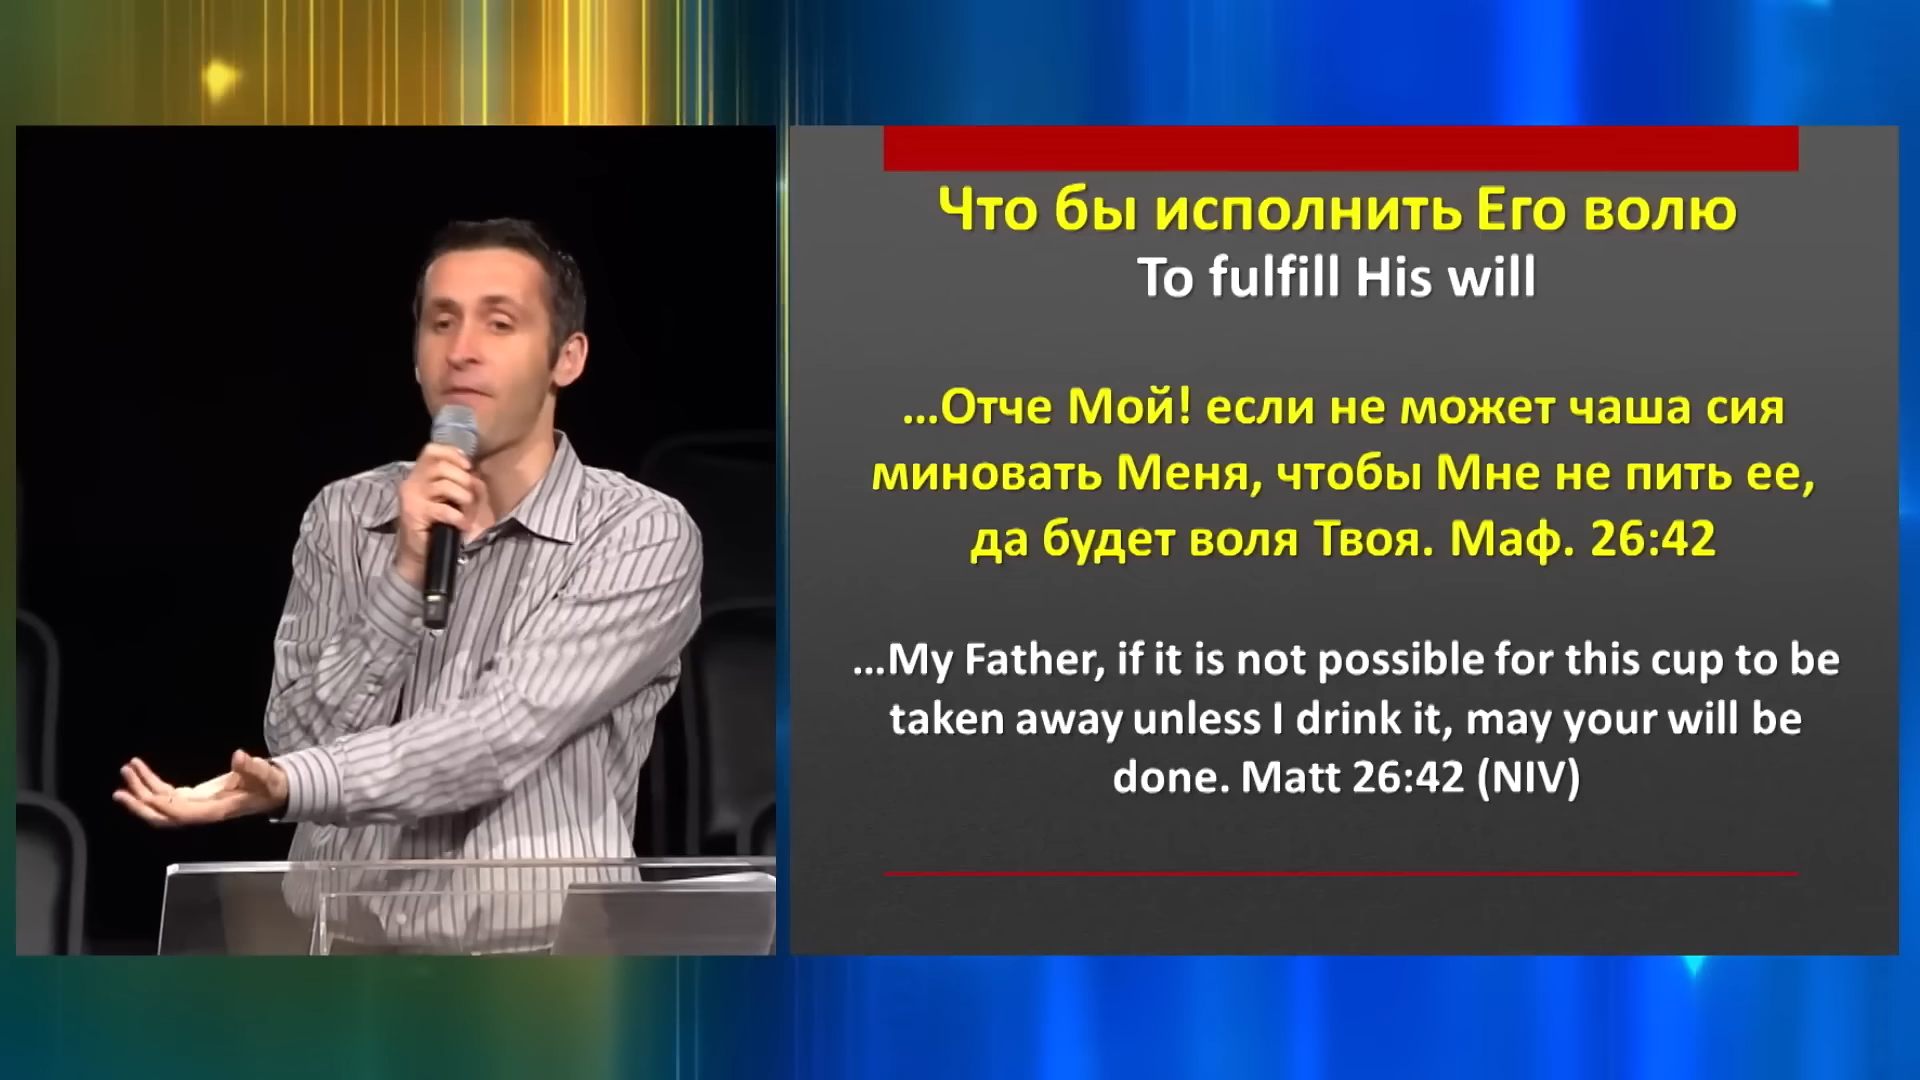 Что бы исполнить Его волю
To fulfill His will
...Отче Мой! если не может чаша сия
миновать Меня, чтобы Мне не пить ее,
да будет воля Твоя. Маф. 26:42
...My Father, if it is not possible for this cup to be
taken away unless I drink it, may your will be
done. Matt 26:42 (NIV)